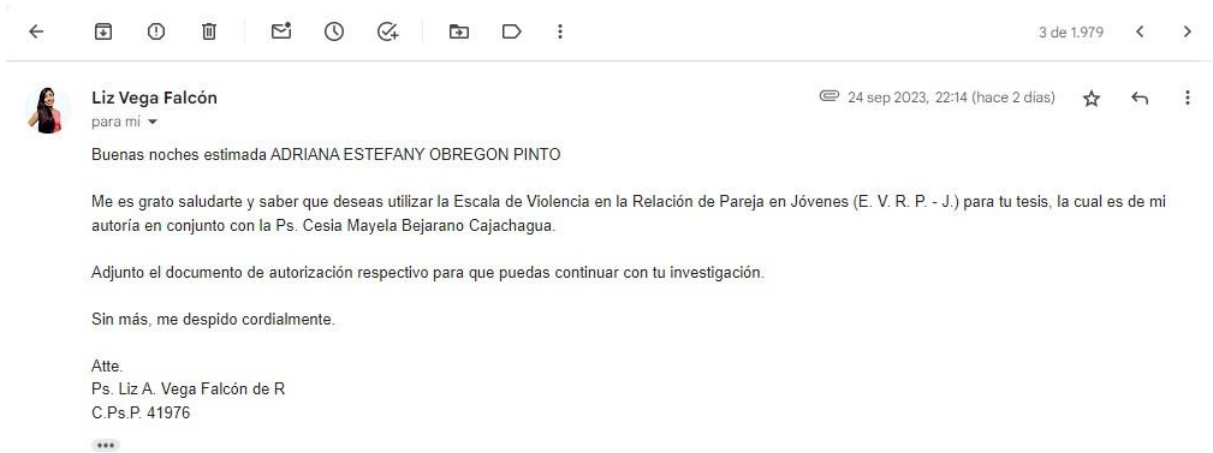 3 de 1.979
Liz Vega Falcón
24 sep 2023, 22:14 (hace 2 días)
para mí
Buenas noches estimada ADRIANA ESTEFANY OBREGON PINTO
Me es grato saludarte y saber que deseas utilizar la Escala de Violencia en la Relación de Pareja en Jóvenes (E. V. R. P. - J.) para tu tesis, la cual es de mi
autoría en conjunto con la Ps. Cesia Mayela Bejarano Cajachagua.
Adjunto el documento de autorización respectivo para que puedas continuar con tu investigación.
Sin más, me despido cordialmente.
Atte.
Ps. Liz A. Vega Falcón de R
C.Ps.P. 41976